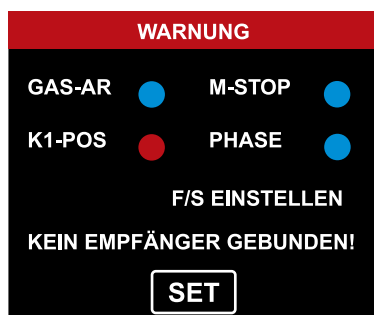 WARNUNG
GAS-AR M-STOP
K1-POS PHASE
F/S EINSTELLEN
KEIN EMPFÄNGER GEBUNDEN!
SET